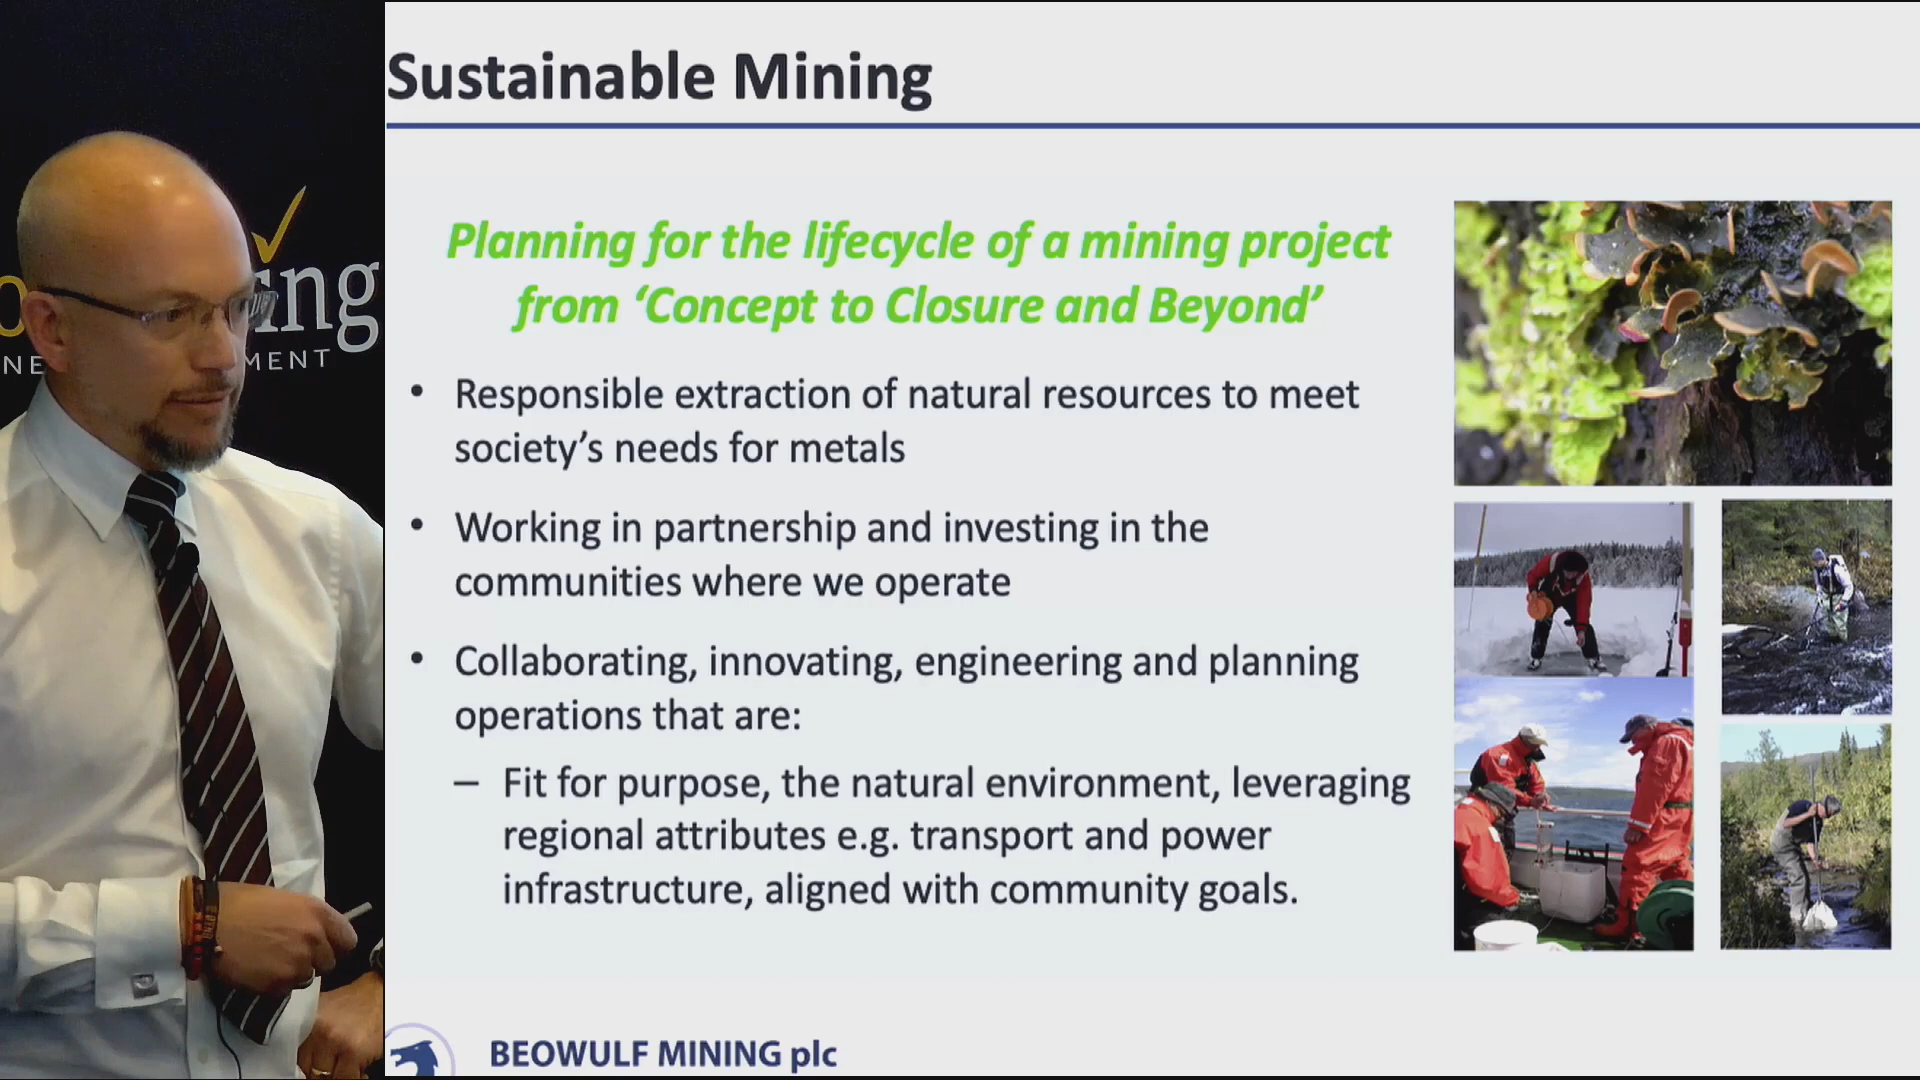 Sustainable Mining
Planning for the lifecycle of a mining project
from ‘Concept to Closure and Beyond’
• Responsible extraction of natural resources to meet
society’s needs for metals
• Working in partnership and investing in the
communities where we operate
• Collaborating, innovating, engineering and planning
operations that are:
– Fit for purpose, the natural environment, leveraging
regional attributes e.g. transport and power
infrastructure, aligned with community goals.
BEOWULF MINING plc
ing
NE
MENT